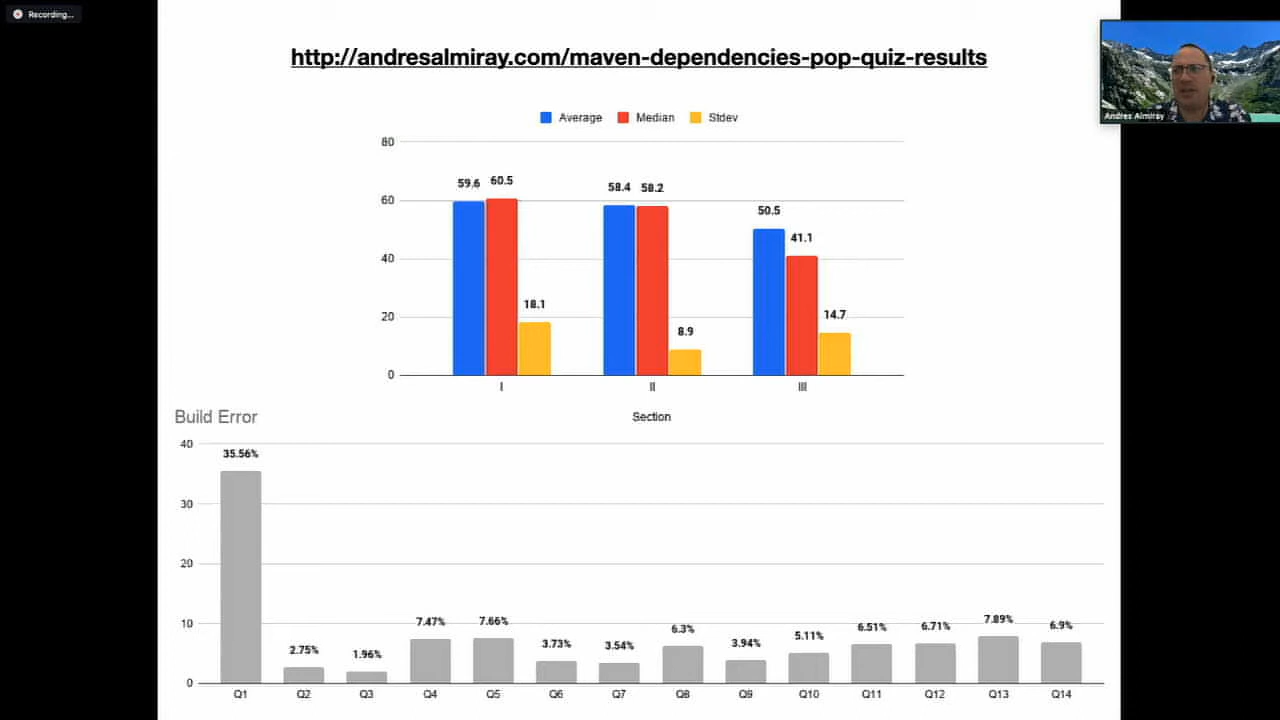 Recording...
http://andresalmiray.com/maven-dependencies-pop-quiz-results
Andres Almiray
Average Median Stdev
80
60
40
20
0
59.6 60.5 18.1
58.4 58.2 8.9
50.5 41.1 14.7
I II III
Section
Build Error
40
30
20
10
0
35.56% 2.75% 1.96% 7.47% 7.66% 3.73% 3.54% 6.3% 3.94% 5.11% 6.51% 6.71% 7.89% 6.9%
Q1 Q2 Q3 Q4 Q5 Q6 Q7 Q8 Q9 Q10 Q11 Q12 Q13 Q14